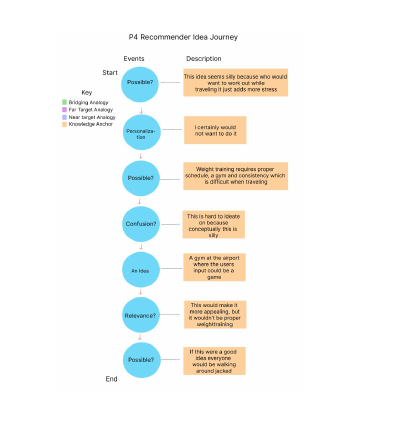 P4 Recommender Idea Journey
Events
Description
Start
Possible?
This idea seems silly because who would
want to work out while
traveling it just adds more stress
Key
Bridging Analogy
Far Target Analogy
Near target Analogy
Knowledge Anchor
Personaliza-
tion
I certainly would
not want to do it
Possible?
Weight training requires proper
schedule, a gym and consistency which
is difficult when traveling
Confusion?
This is hard to ideate
on because
conceptually this is
silly
An Idea
A gym at the airport
where the users
input could be a
game
Relevance?
This would make it
more appealing, but
it wouldn't be proper
weighttraining
Possible?
If this were a good
idea everyone
would be walking
around jacked
End